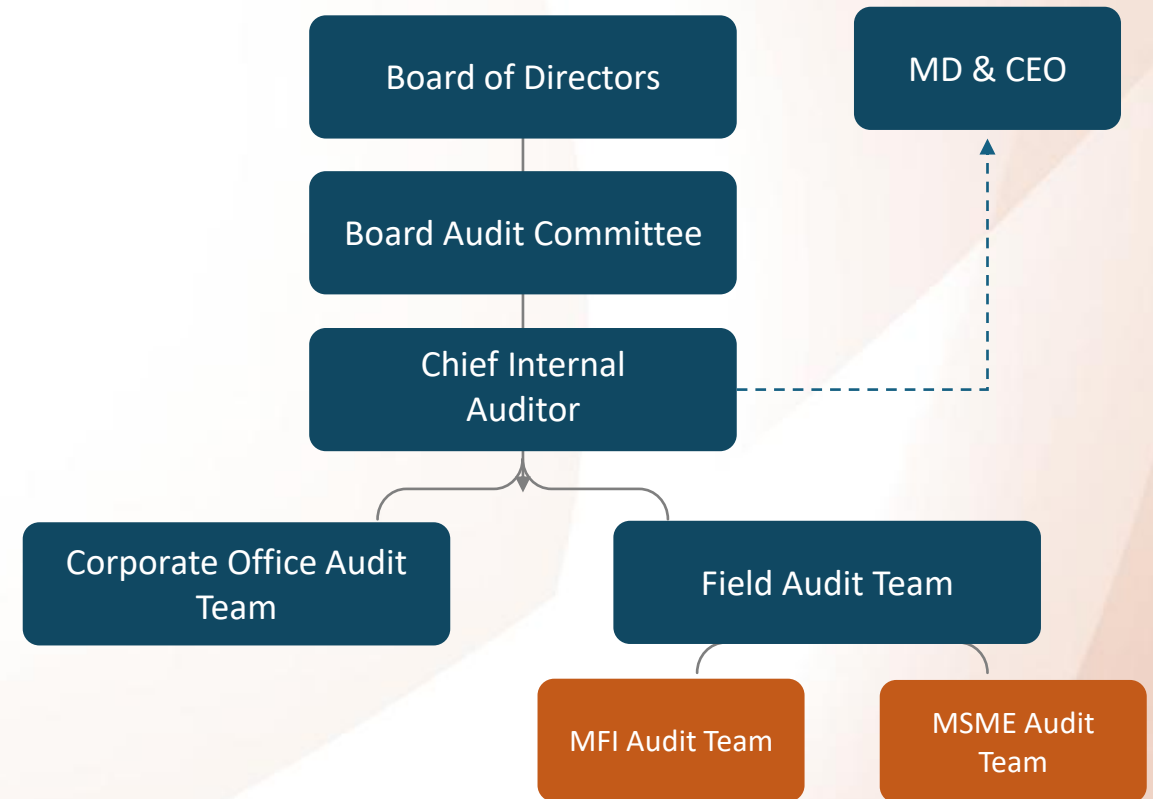 Board of Directors
MD & CEO
Board Audit Committee
Chief Internal
Auditor
Corporate Office Audit
Team
Field Audit Team
MFI Audit Team
MSME Audit
Team